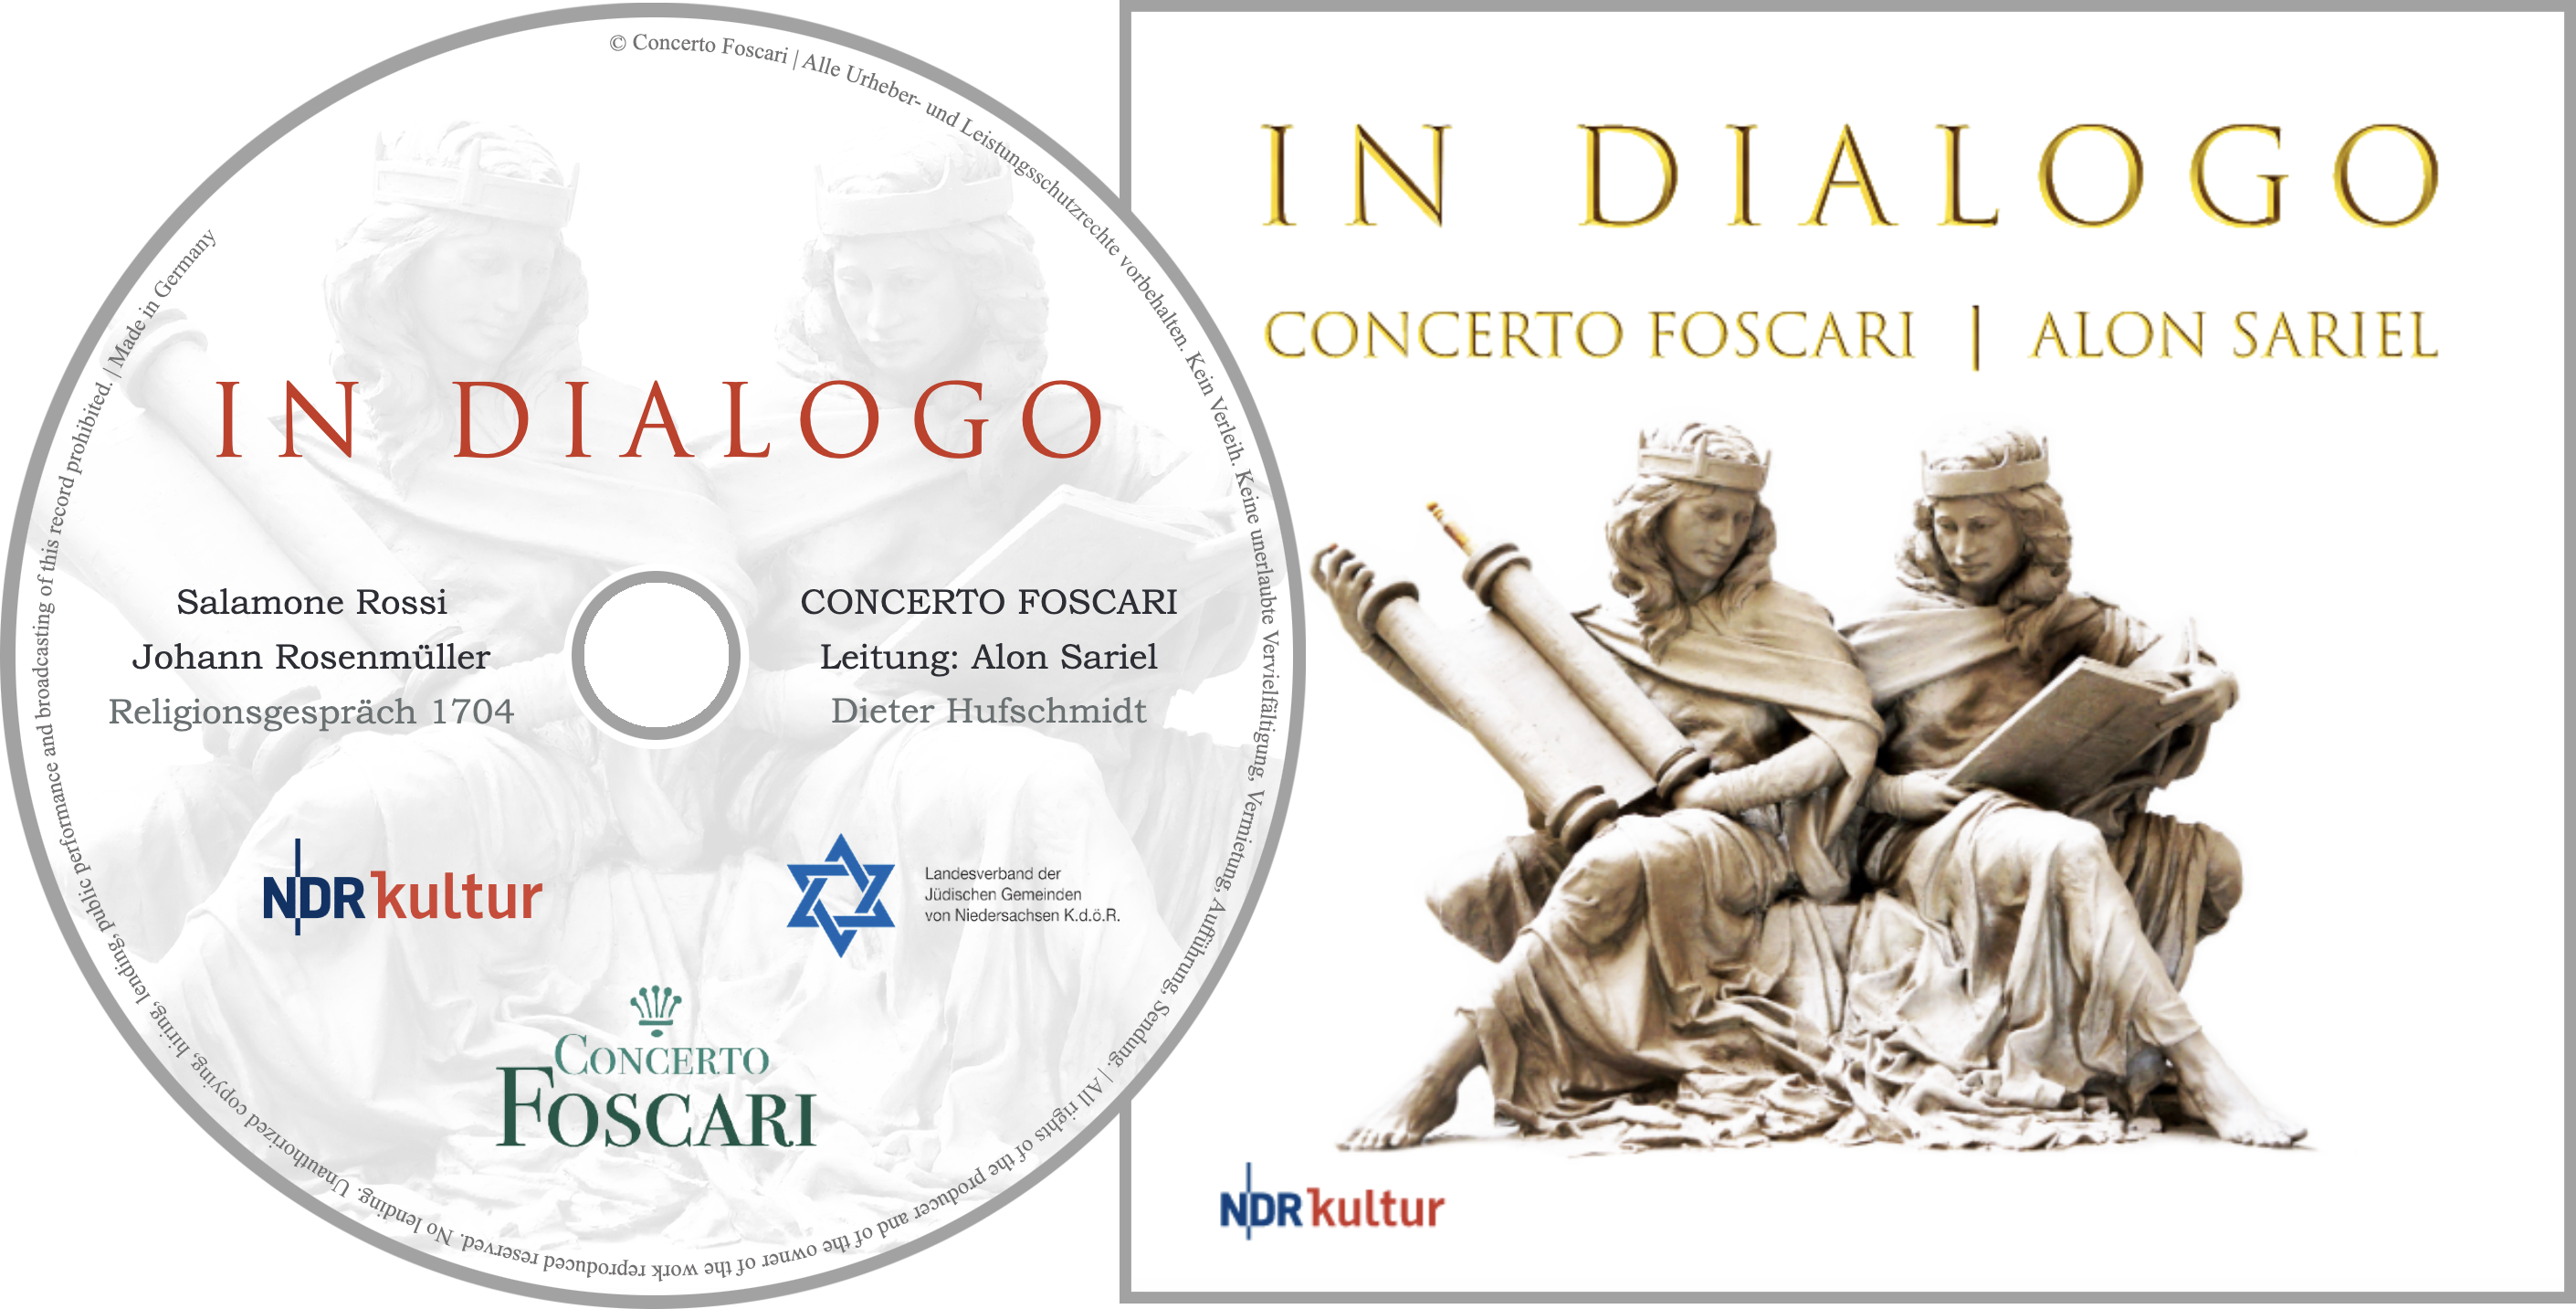 © Concerto Foscari | Alle Urheber- und Leistungsschutzrechte vorbehalten. Kein Verleih. Keine unerlaubte Vervielfältigung, Vermietung, Aufführung, Sendung. | All rights of the producer and of the owner of the work reproduced reserved. No lending. Unauthorized copying, hiring, lending, public performance and broadcasting of this record prohibited. | Made in Germany
IN DIALOGO
Salamone Rossi
Johann Rosenmüller
Religionsgespräch 1704
CONCERTO FOSCARI
Leitung: Alon Sariel
Dieter Hufschmidt
NDR kultur
Landesverband der
Jüdischen Gemeinden
von Niedersachsen K.d.ö.R.
CONCERTO
FOSCARI
IN DIALOGO
CONCERTO FOSCARI | ALON SARIEL
NDR kultur